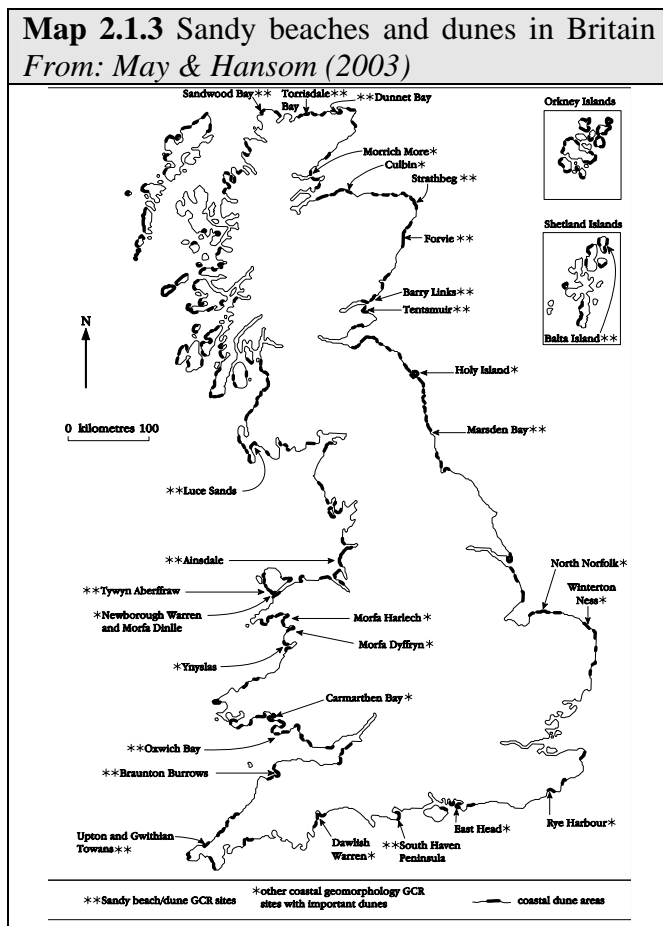 Map 2.1.3 Sandy beaches and dunes in Britain
From: May & Hansom (2003)
Sandwood Bay**
Torrisdale**
Bay
**Dunnet Bay
Orkney Islands
Morrich More*
Culbin*
Strathbeg **
Shetland Islands
Forvie **
Barry Links**
Tentsmuir **
Balta Island**
N
Holy Island*
0 kilometres 100
Marsden Bay**
**Luce Sands
**Ainsdale
North Norfolk*
Winterton
Ness*
**Tywyn Aberffraw
*Newborough Warren
and Morfa Dinlle
Morfa Harlech*
Morfa Dyffryn*
*Ynyslas
Carmarthen Bay*
**Oxwich Bay
**Braunton Burrows
Upton and Gwithian
Towans**
Dawlish
Warren*
**South Haven
Peninsula
East Head*
Rye Harbour*
**Sandy beach/dune GCR sites
*other coastal geomorphology GCR
sites with important dunes
coastal dune areas